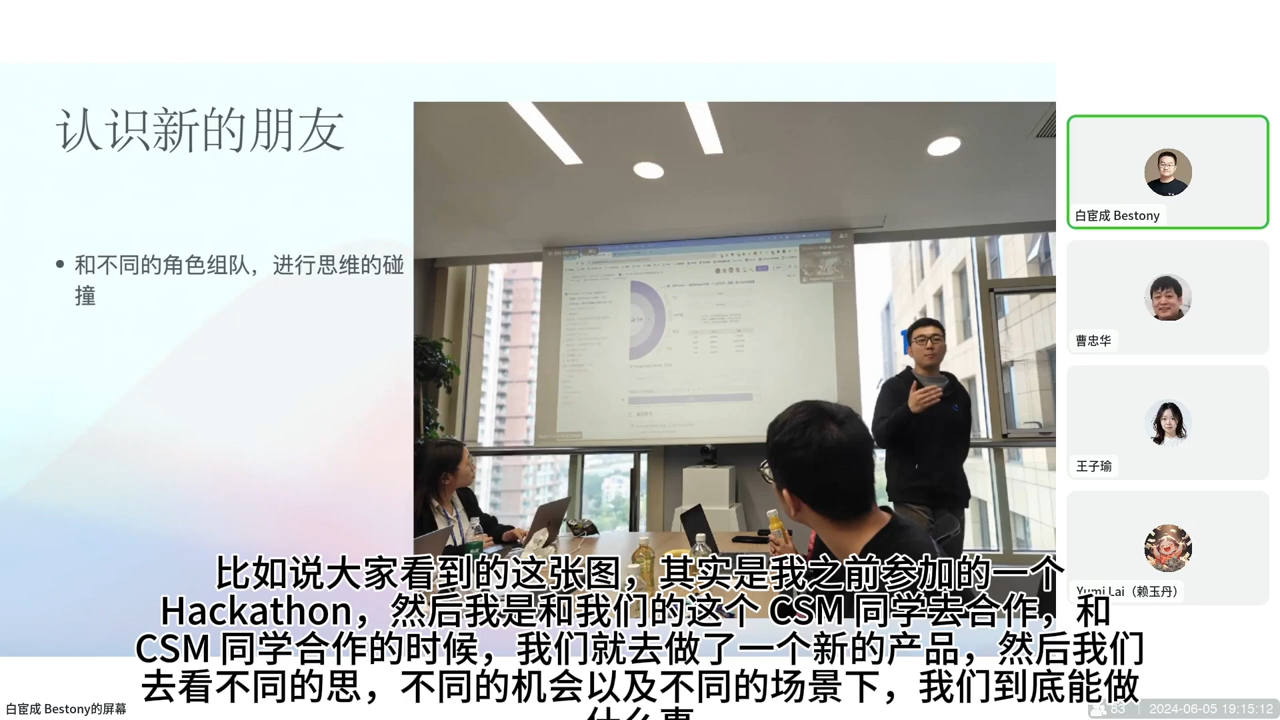 认识新的朋友
和不同的角色组队，进行思维的碰
撞
白宦成 Bestony
曹忠华
王子瑜
Yumi Lai（赖玉丹）
比如说大家看到的这张图，其实是我之前参加的一个
Hackathon，然后我是和我们的这个 CSM 同学去合作，和
CSM 同学合作的时候，我们就去做了一个新的产品，然后我们
去看不同的思，不同的机会以及不同的场景下，我们到底能做
什么事
白宦成 Bestony的屏幕
83
2024-06-05 19:15:12